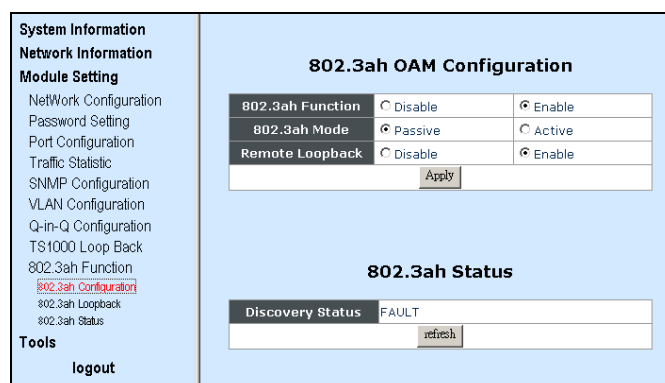 System Information
Network Information
Module Setting
NetWork Configuration
Password Setting
Port Configuration
Traffic Statistic
SNMP Configuration
VLAN Configuration
Q-in-Q Configuration
TS1000 Loop Back
802.3ah Function
802.3ah Configuration
802.3ah Loopback
802.3ah Status
Tools
logout
802.3ah OAM Configuration
802.3ah Function Disable Enable
802.3ah Mode Passive Active
Remote Loopback Disable Enable
Apply
802.3ah Status
Discovery Status FAULT
refresh